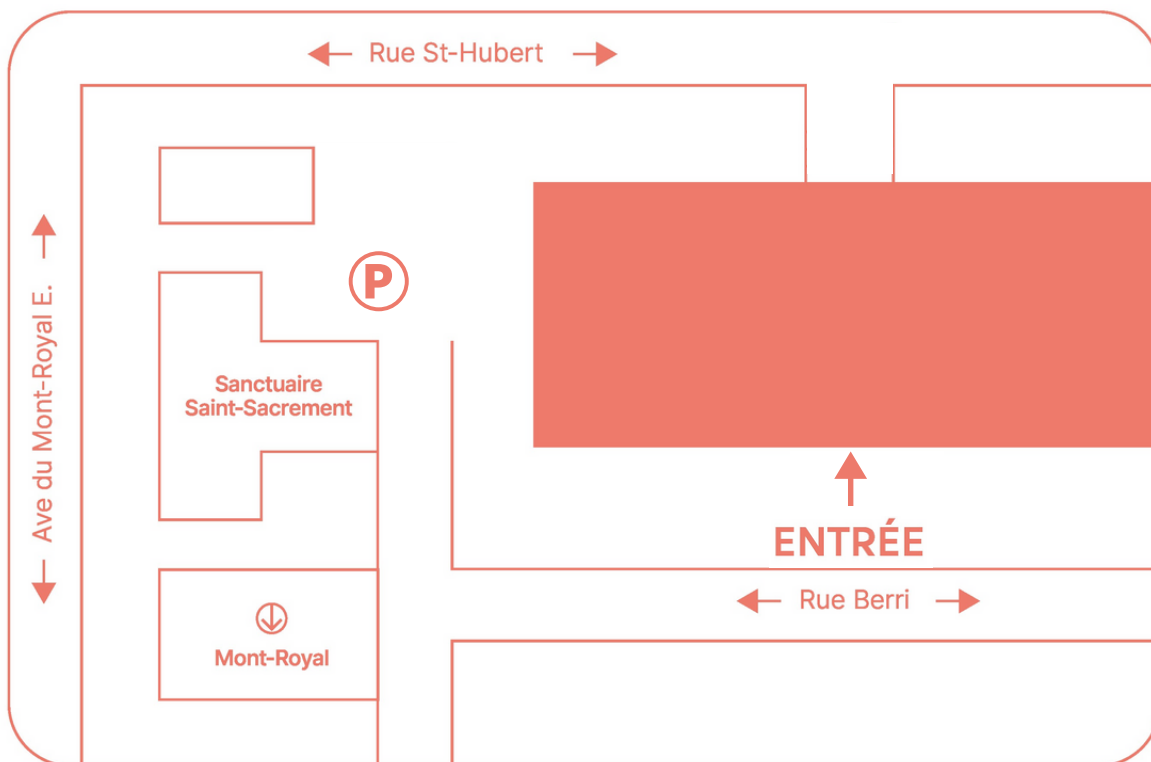 Rue St-Hubert
P
Ave du Mont-Royal E.
Sanctuaire
Saint-Sacrement
ENTRÉE
Rue Berri
Mont-Royal